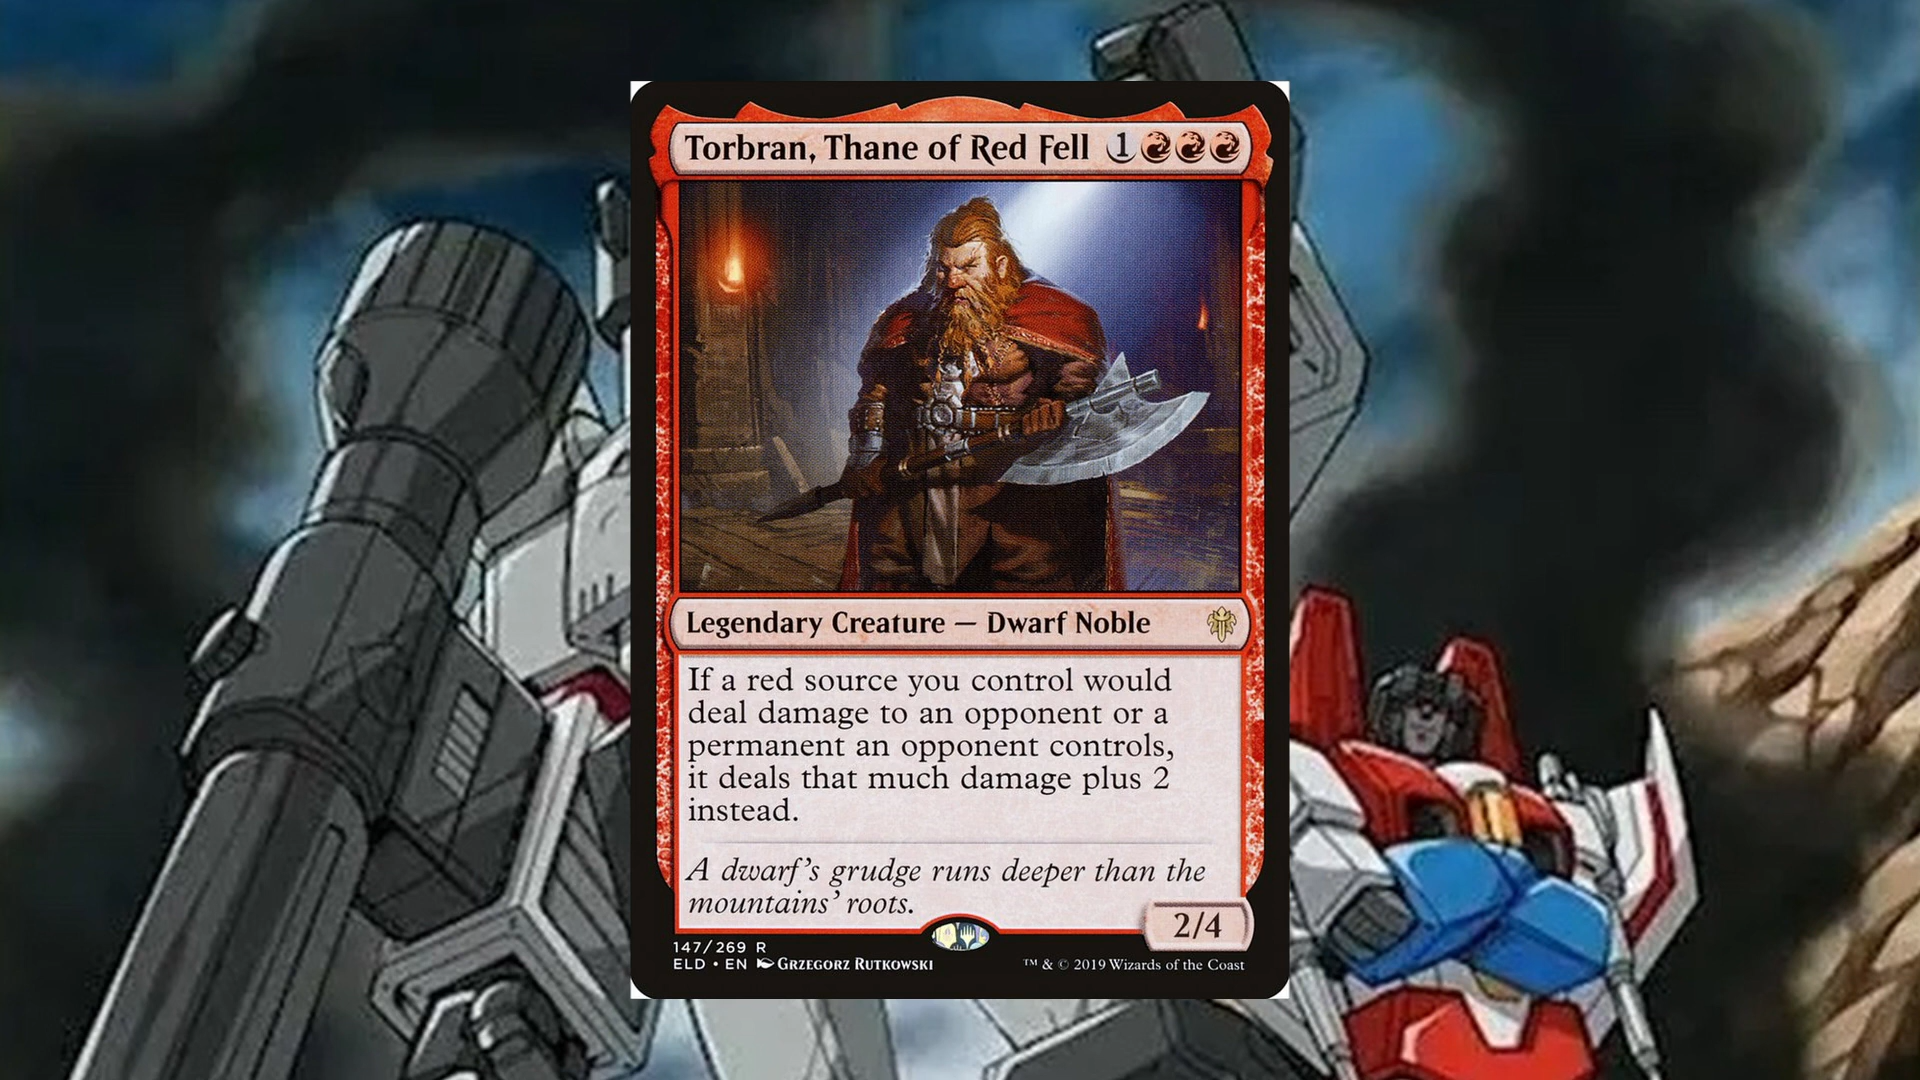 Torbran, Thane of Red Fell 1
Legendary Creature — Dwarf Noble
If a red source you control would
deal damage to an opponent or a
permanent an opponent controls,
it deals that much damage plus 2
instead.
A dwarf's grudge runs deeper than the
mountains' roots.
2/4
147/269 R
ELD • EN Grzegorz Rutkowski
™ & © 2019 Wizards of the Coast